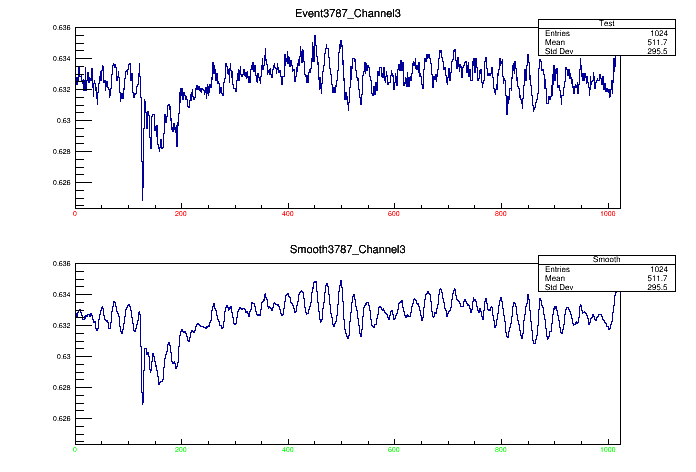 Event3787_Channel3
Test
Entries 1024
Mean 511.7
Std Dev 295.5
0.636
0.634
0.632
0.63
0.628
0.626
0 200 400 600 800 1000
Smooth3787_Channel3
Smooth
Entries 1024
Mean 511.7
Std Dev 295.5
0.636
0.634
0.632
0.63
0.628
0.626
0 200 400 600 800 1000